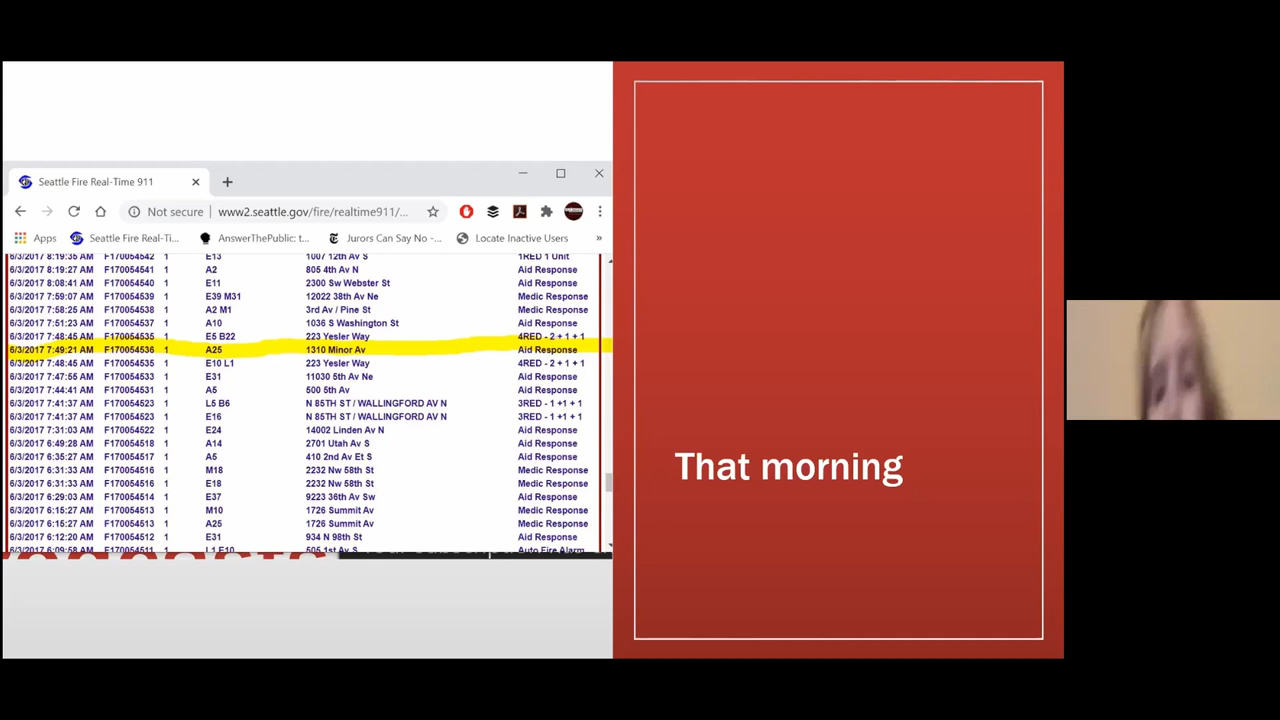 Seattle Fire Real-Time 911
Not secure www2.seattle.gov/fire/realtime911/...
Apps Seattle Fire Real-Ti... AnswerThePublic: t... Jurors Can Say No -... Locate Inactive Users »
6/3/2017 8:19:35 AM F170054542 1 E13 1007 12th Av S 1RED 1 Unit
6/3/2017 8:19:27 AM F170054541 1 A2 805 4th Av N Aid Response
6/3/2017 8:08:41 AM F170054540 1 E11 2300 Sw Webster St Aid Response
6/3/2017 7:59:07 AM F170054539 1 E39 M31 12022 38th Av Ne Medic Response
6/3/2017 7:58:25 AM F170054538 1 A2 M1 3rd Av / Pine St Medic Response
6/3/2017 7:51:23 AM F170054537 1 A10 1036 S Washington St Aid Response
6/3/2017 7:48:45 AM F170054535 1 E5 B22 223 Yesler Way 4RED - 2 + 1 + 1
6/3/2017 7:49:21 AM F170054536 1 A25 1310 Minor Av Aid Response
6/3/2017 7:48:45 AM F170054535 1 E10 L1 223 Yesler Way 4RED - 2 + 1 + 1
6/3/2017 7:47:55 AM F170054533 1 E31 11030 5th Av Ne Aid Response
6/3/2017 7:44:41 AM F170054531 1 A5 500 5th Av Aid Response
6/3/2017 7:41:37 AM F170054523 1 L5 B6 N 85TH ST / WALLINGFORD AV N 3RED - 1 +1 + 1
6/3/2017 7:41:37 AM F170054523 1 E16 N 85TH ST / WALLINGFORD AV N 3RED - 1 +1 + 1
6/3/2017 7:31:03 AM F170054522 1 E24 14002 Linden Av N Aid Response
6/3/2017 6:49:28 AM F170054518 1 A14 2701 Utah Av S Aid Response
6/3/2017 6:35:27 AM F170054517 1 A5 410 2nd Av Et S Aid Response
6/3/2017 6:31:33 AM F170054516 1 M18 2232 Nw 58th St Medic Response
6/3/2017 6:31:33 AM F170054516 1 E18 2232 Nw 58th St Medic Response
6/3/2017 6:29:03 AM F170054514 1 E37 9223 36th Av Sw Aid Response
6/3/2017 6:15:27 AM F170054513 1 M10 1726 Summit Av Medic Response
6/3/2017 6:15:27 AM F170054513 1 A25 1726 Summit Av Medic Response
6/3/2017 6:12:20 AM F170054512 1 E31 934 N 98th St Aid Response
6/3/2017 6:09:58 AM F170054511 1 L1 E10 505 1st Av S Auto Fire Alarm
That morning